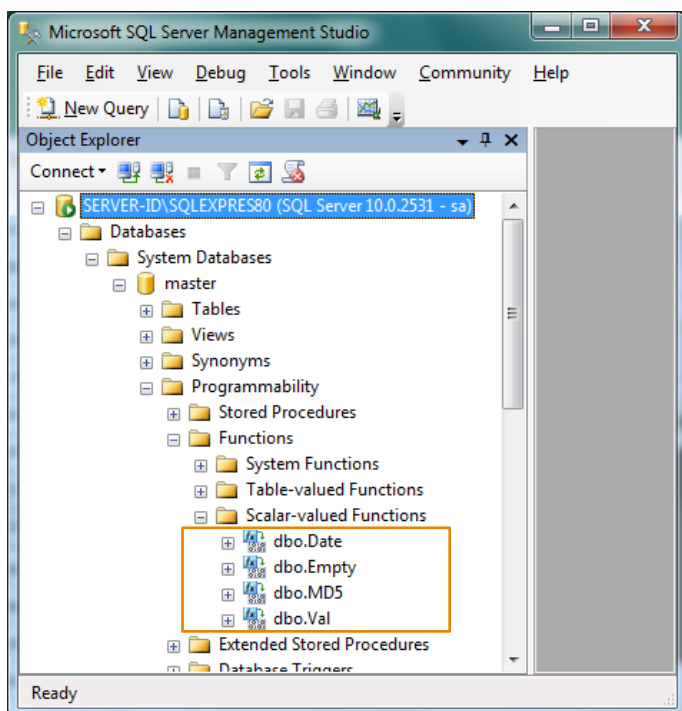 Microsoft SQL Server Management Studio
File Edit View Debug Tools Window Community Help
New Query
Object Explorer
Connect
SERVER-ID\SQLEXPRES80 (SQL Server 10.0.2531 - sa)
Databases
System Databases
master
Tables
Views
Synonyms
Programmability
Stored Procedures
Functions
System Functions
Table-valued Functions
Scalar-valued Functions
dbo.Date
dbo.Empty
dbo.MD5
dbo.Val
Extended Stored Procedures
Database Triggers
Ready